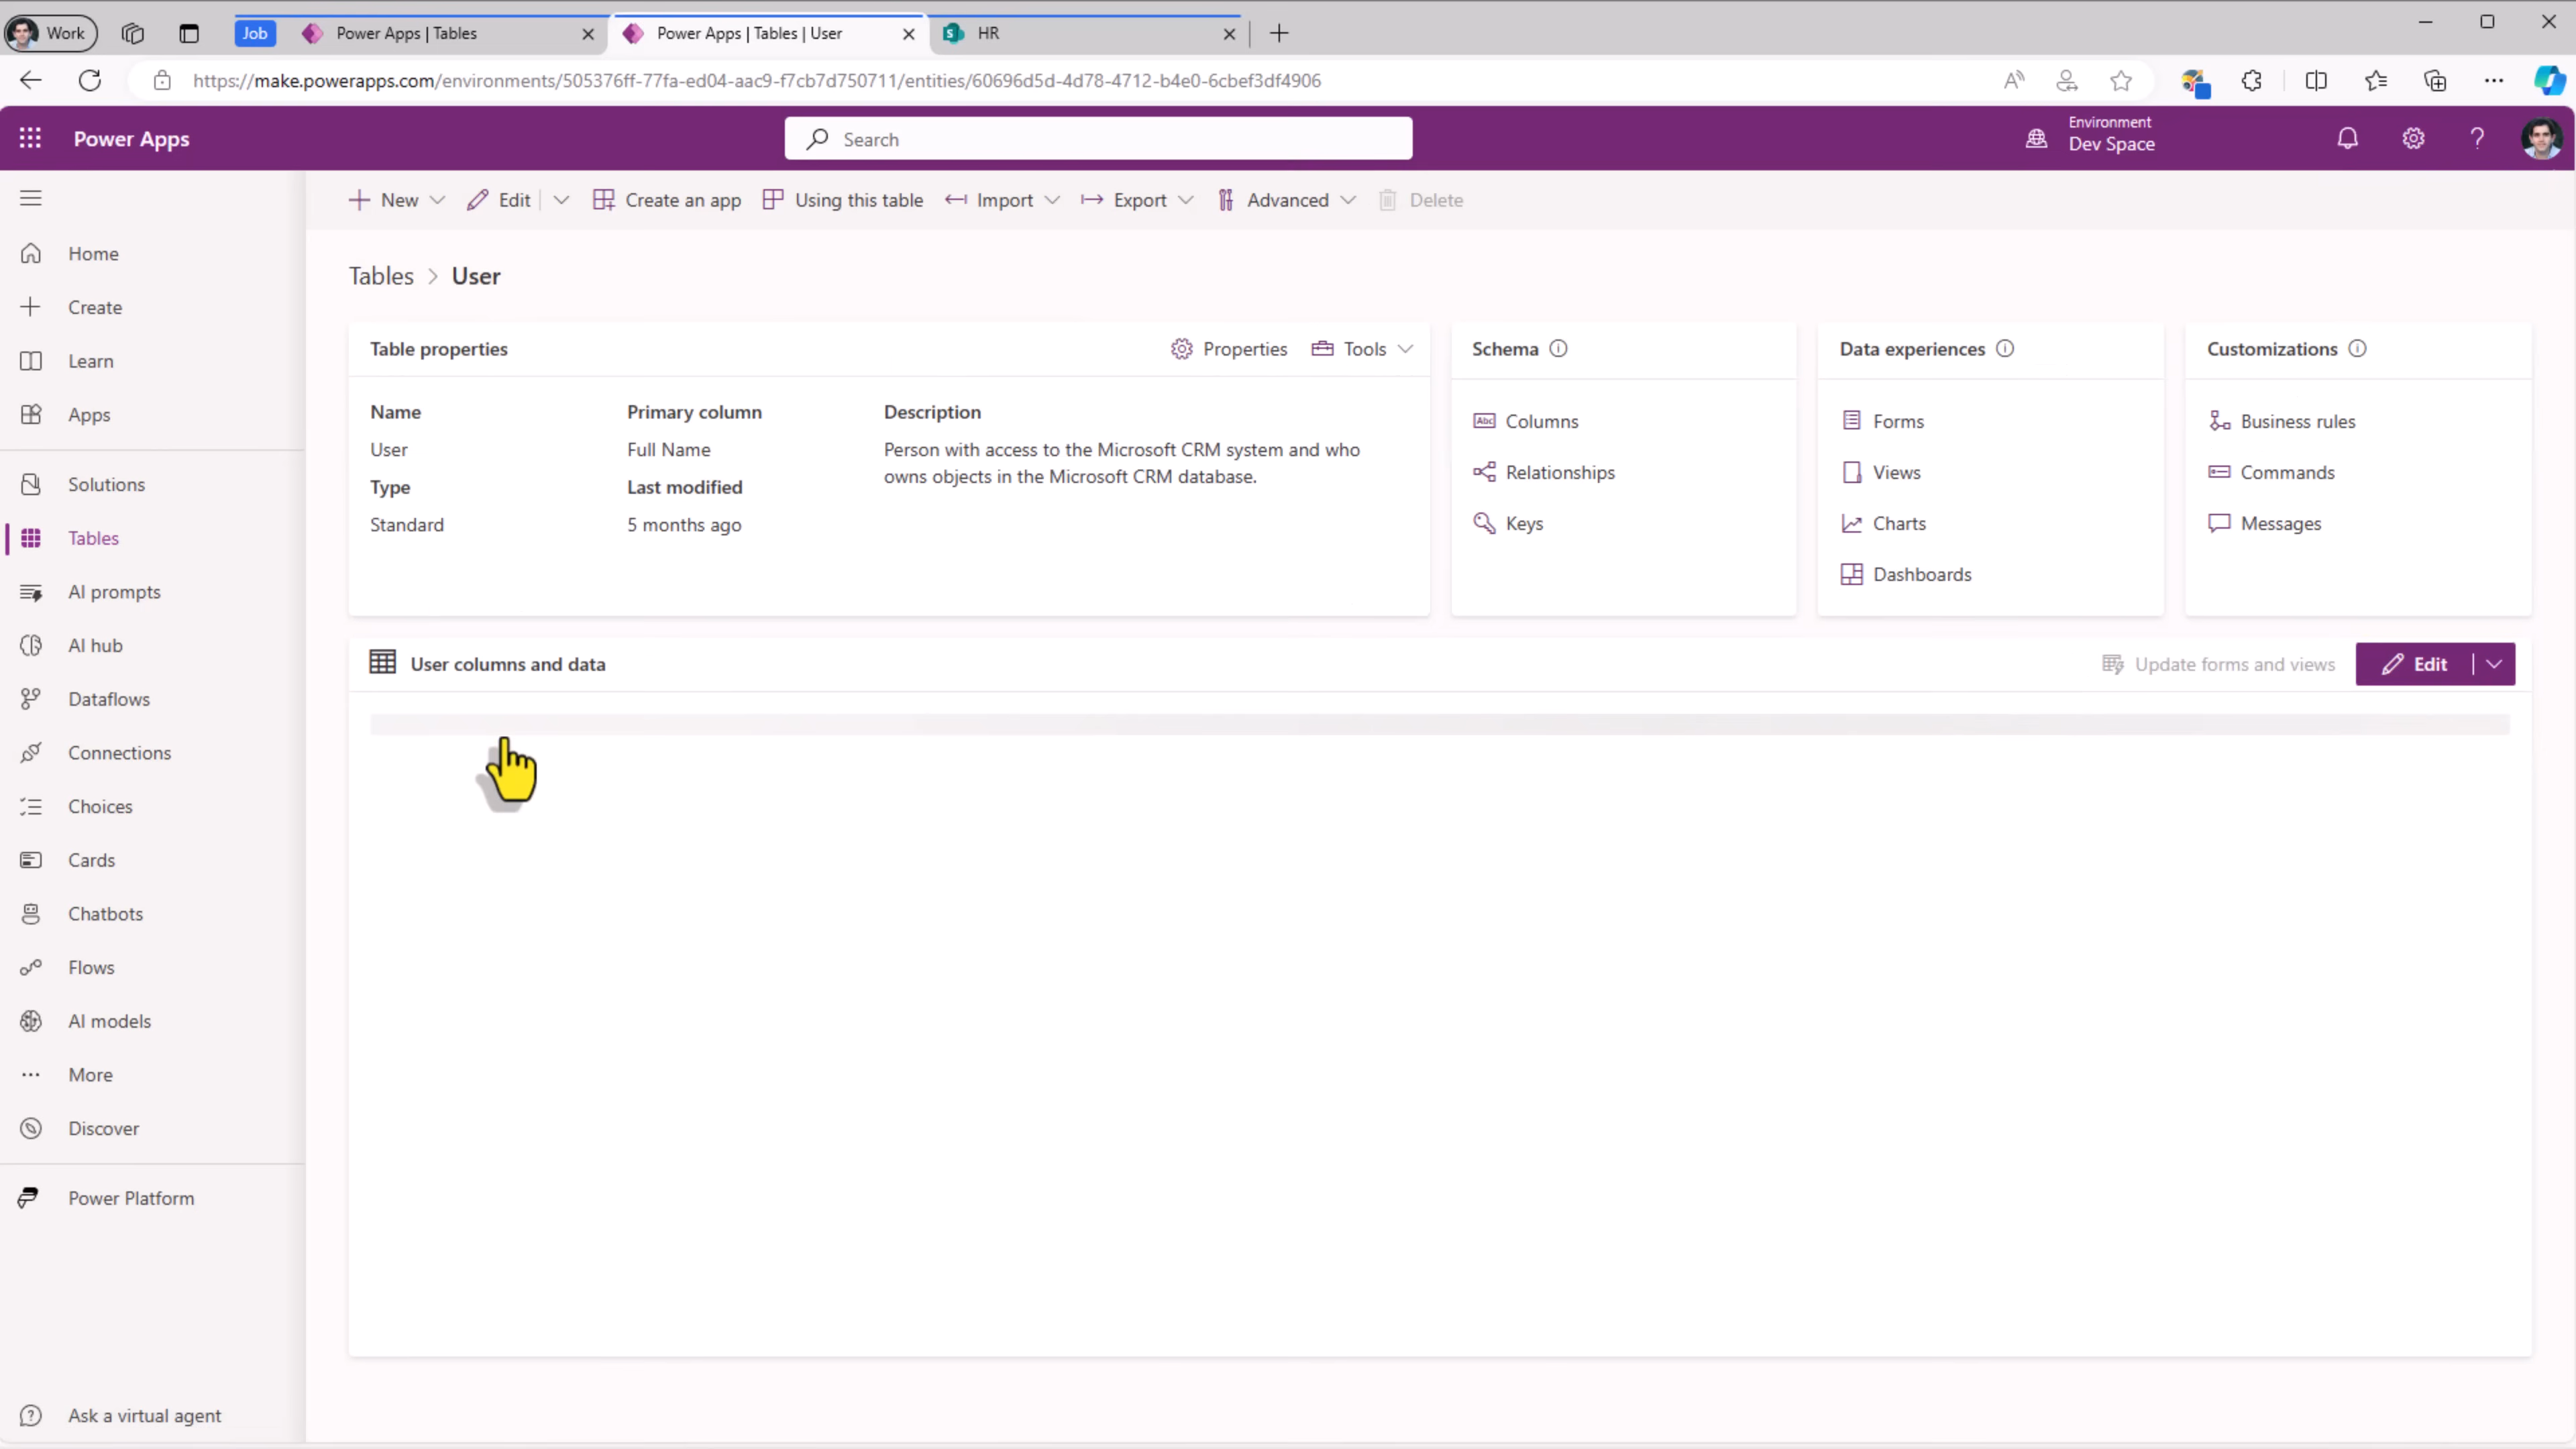 Work
Job
Power Apps | Tables
Power Apps | Tables | User
HR
https://make.powerapps.com/environments/505376ff-77fa-ed04-aac9-f7cb7d750711/entities/60696d5d-4d78-4712-b4e0-6cbef3df4906
Power Apps
Search
Environment
Dev Space
New
Edit
Create an app
Using this table
Import
Export
Advanced
Delete
Home
Create
Learn
Apps
Solutions
Tables
AI prompts
AI hub
Dataflows
Connections
Choices
Cards
Chatbots
Flows
AI models
More
Discover
Power Platform
Ask a virtual agent
Tables > User
Table properties
Properties
Tools
Name
User
Type
Standard
Primary column
Full Name
Last modified
5 months ago
Description
Person with access to the Microsoft CRM system and who
owns objects in the Microsoft CRM database.
Schema
Columns
Relationships
Keys
Data experiences
Forms
Views
Charts
Dashboards
Customizations
Business rules
Commands
Messages
User columns and data
Update forms and views
Edit